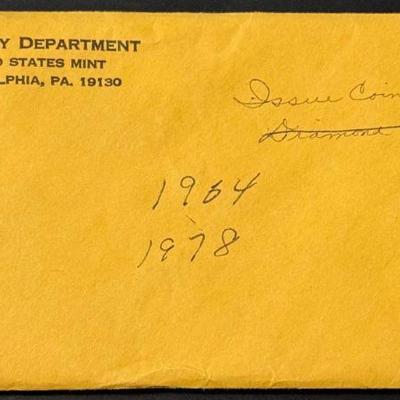 Y DEPARTMENT
D STATES MINT
LPHIA, PA. 19130
Issue Coin
Diamond
1964
1978